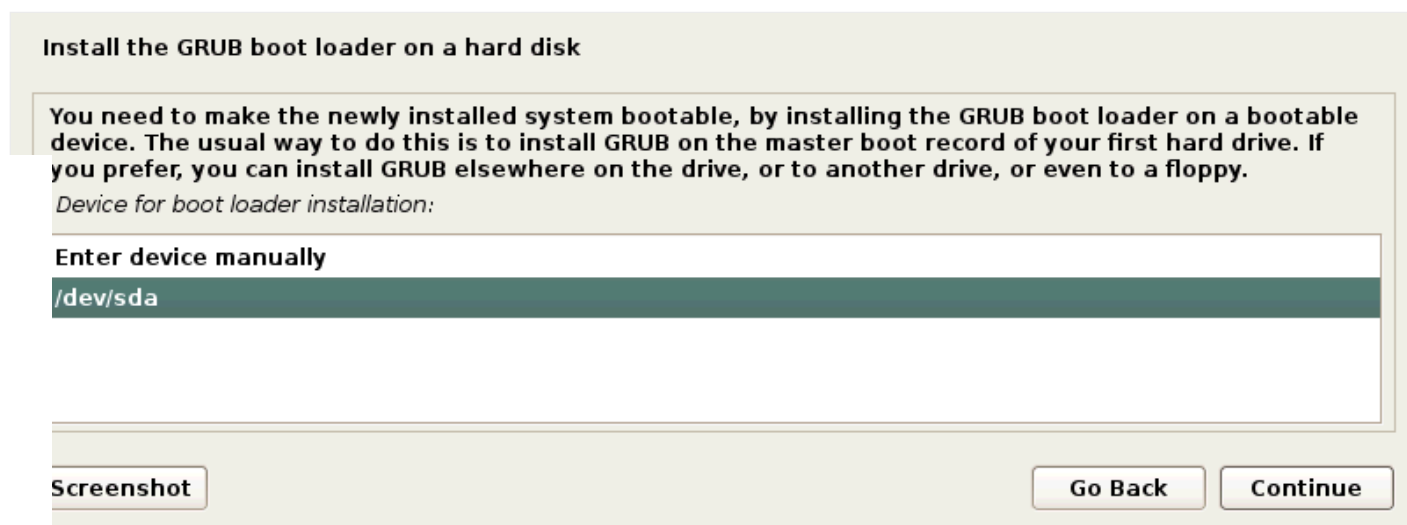 Install the GRUB boot loader on a hard disk
You need to make the newly installed system bootable, by installing the GRUB boot loader on a bootable
device. The usual way to do this is to install GRUB on the master boot record of your first hard drive. If
you prefer, you can install GRUB elsewhere on the drive, or to another drive, or even to a floppy.
Device for boot loader installation:
Enter device manually
/dev/sda
Screenshot
Go Back
Continue